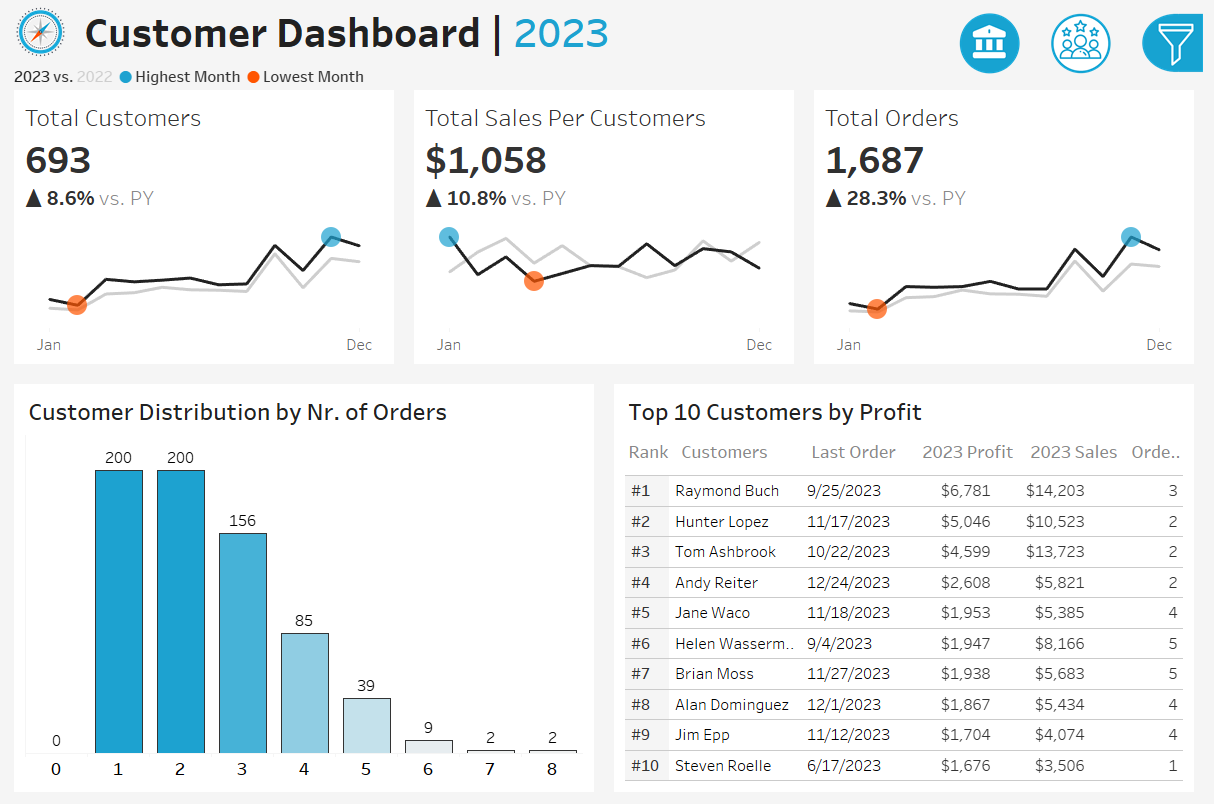 Customer Dashboard | 2023
2023 vs. 2022 Highest Month Lowest Month
Total Customers
693
▲ 8.6% vs. PY
Jan Dec
Total Sales Per Customers
$1,058
▲ 10.8% vs. PY
Jan Dec
Total Orders
1,687
▲ 28.3% vs. PY
Jan Dec
Customer Distribution by Nr. of Orders
0 200 200 156 85 39 9 2 2
0 1 2 3 4 5 6 7 8
Top 10 Customers by Profit
Rank Customers Last Order 2023 Profit 2023 Sales Orde..
#1 Raymond Buch 9/25/2023 $6,781 $14,203 3
#2 Hunter Lopez 11/17/2023 $5,046 $10,523 2
#3 Tom Ashbrook 10/22/2023 $4,599 $13,723 2
#4 Andy Reiter 12/24/2023 $2,608 $5,821 2
#5 Jane Waco 11/18/2023 $1,953 $5,385 4
#6 Helen Wasserm.. 9/4/2023 $1,947 $8,166 5
#7 Brian Moss 11/27/2023 $1,938 $5,683 5
#8 Alan Dominguez 12/1/2023 $1,867 $5,434 4
#9 Jim Epp 11/12/2023 $1,704 $4,074 4
#10 Steven Roelle 6/17/2023 $1,676 $3,506 1